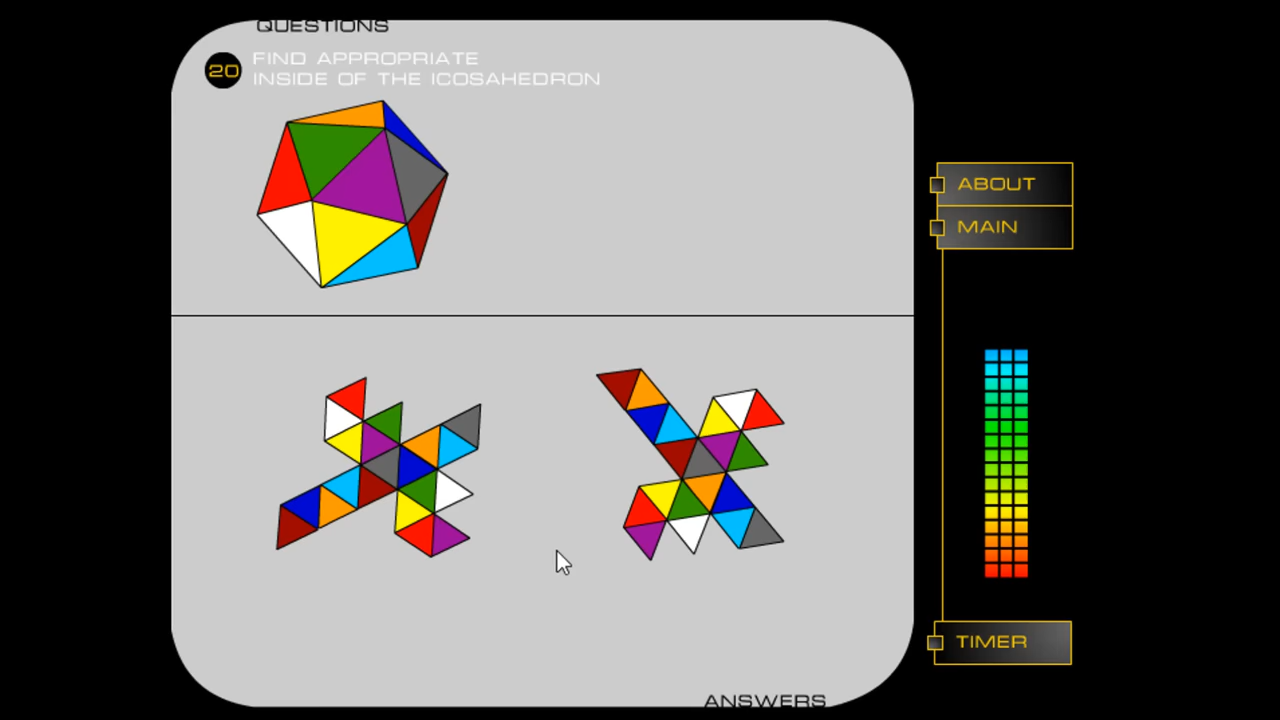 QUESTIONS
20
FIND APPROPRIATE
INSIDE OF THE ICOSAHEDRON
ABOUT
MAIN
TIMER
ANSWERS